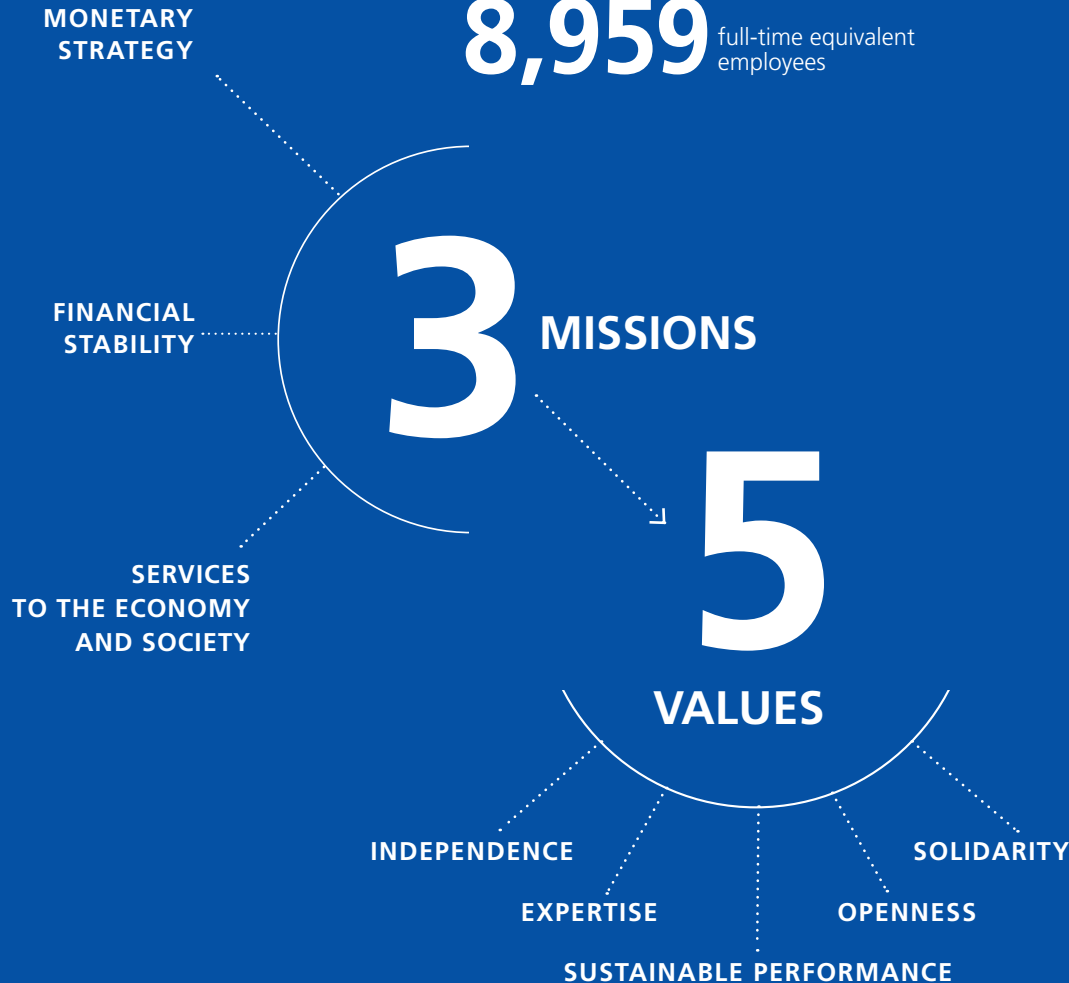 MONETARY
STRATEGY
8,959
full-time equivalent
employees
FINANCIAL
STABILITY
3
MISSIONS
SERVICES
TO THE ECONOMY
AND SOCIETY
5
VALUES
INDEPENDENCE
EXPERTISE
SUSTAINABLE PERFORMANCE
OPENNESS
SOLIDARITY